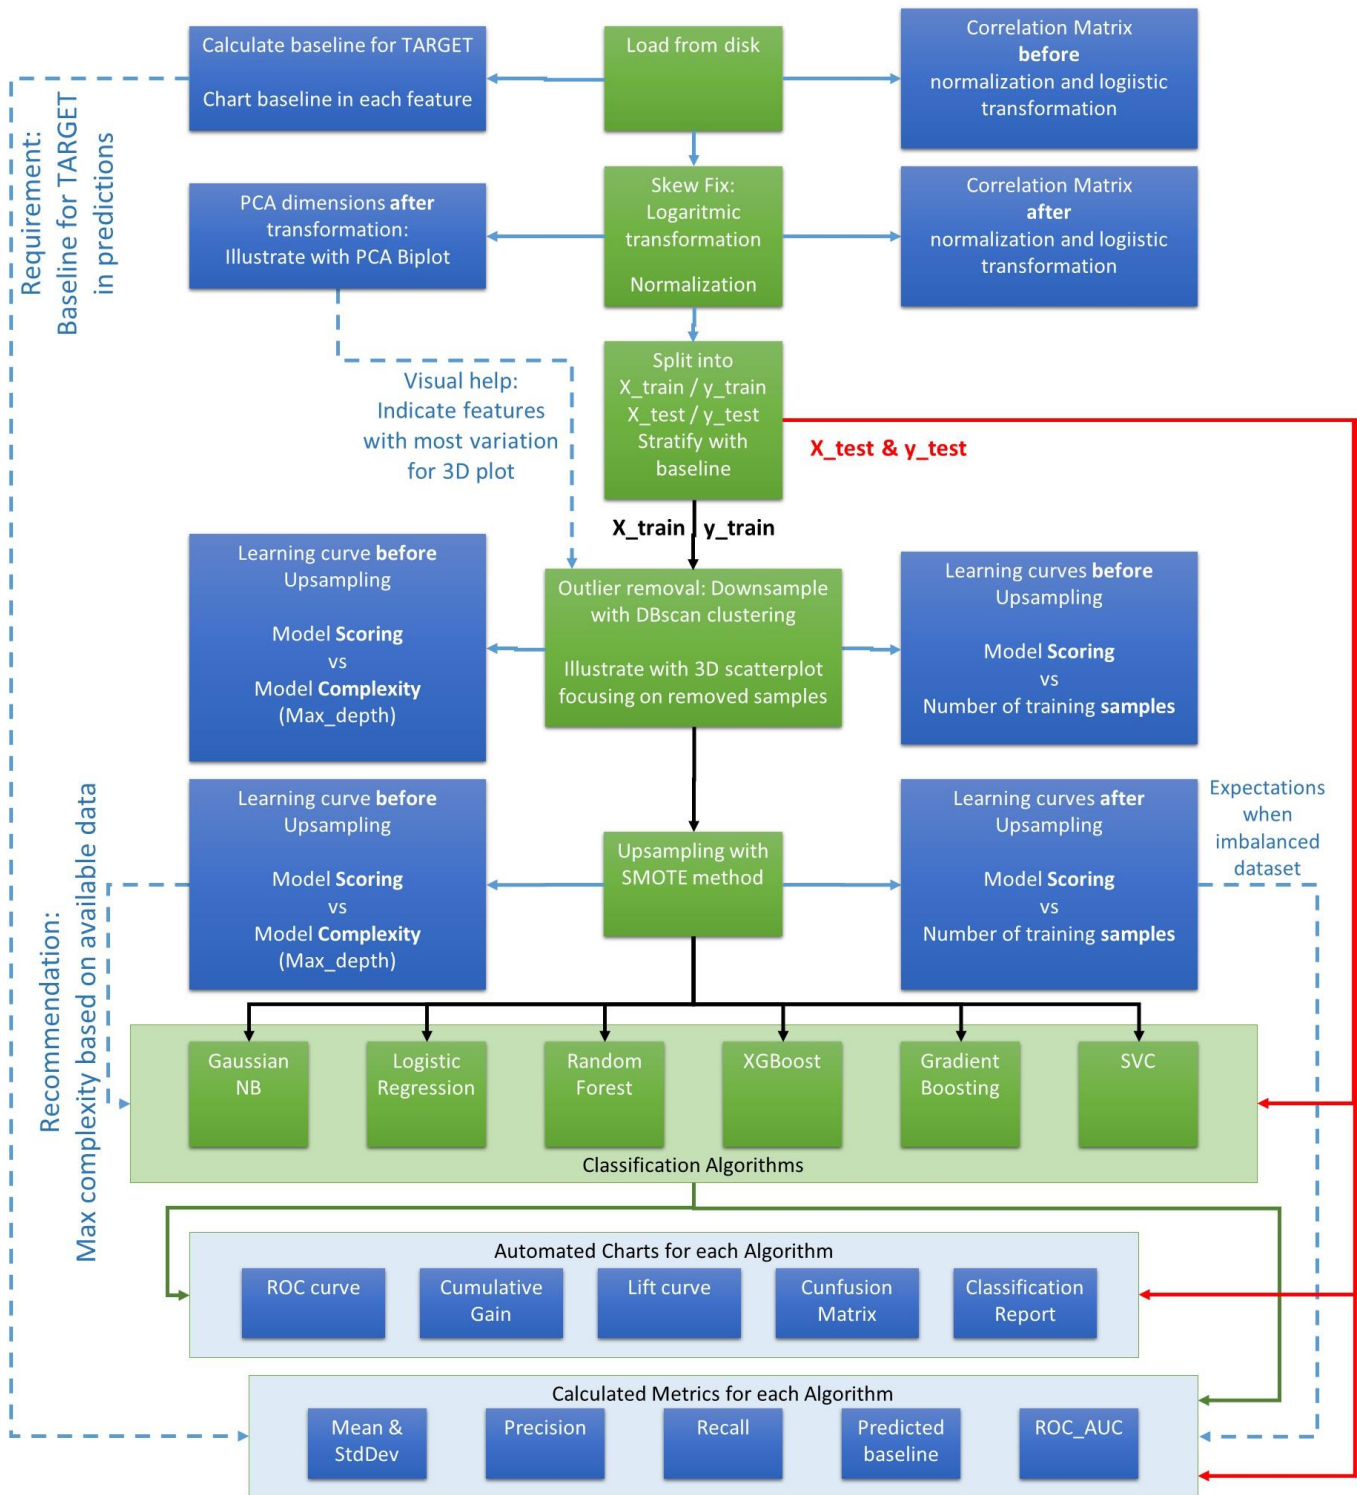 Calculate baseline for TARGET
Chart baseline in each feature
Load from disk
Correlation Matrix
before
normalization and logiistic
transformation
Requirement:
Baseline for TARGET
in predictions
PCA dimensions after
transformation:
Illustrate with PCA Biplot
Skew Fix:
Logaritmic
transformation
Normalization
Correlation Matrix
after
normalization and logiistic
transformation
Visual help:
Indicate features
with most variation
for 3D plot
Split into
X_train / y_train
X_test / y_test
Stratify with
baseline
X_test & y_test
X_train y_train
Learning curve before
Upsampling
Model Scoring
vs
Model Complexity
(Max_depth)
Outlier removal: Downsample
with DBscan clustering
Illustrate with 3D scatterplot
focusing on removed samples
Learning curves before
Upsampling
Model Scoring
vs
Number of training samples
Recommendation:
Max complexity based on available data
Learning curve before
Upsampling
Model Scoring
vs
Model Complexity
(Max_depth)
Upsampling with
SMOTE method
Learning curves after
Upsampling
Model Scoring
vs
Number of training samples
Expectations
when
imbalanced
dataset
Gaussian
NB
Logistic
Regression
Random
Forest
XGBoost
Gradient
Boosting
SVC
Classification Algorithms
Automated Charts for each Algorithm
ROC curve
Cumulative
Gain
Lift curve
Cunfusion
Matrix
Classification
Report
Calculated Metrics for each Algorithm
Mean &
StdDev
Precision
Recall
Predicted
baseline
ROC_AUC